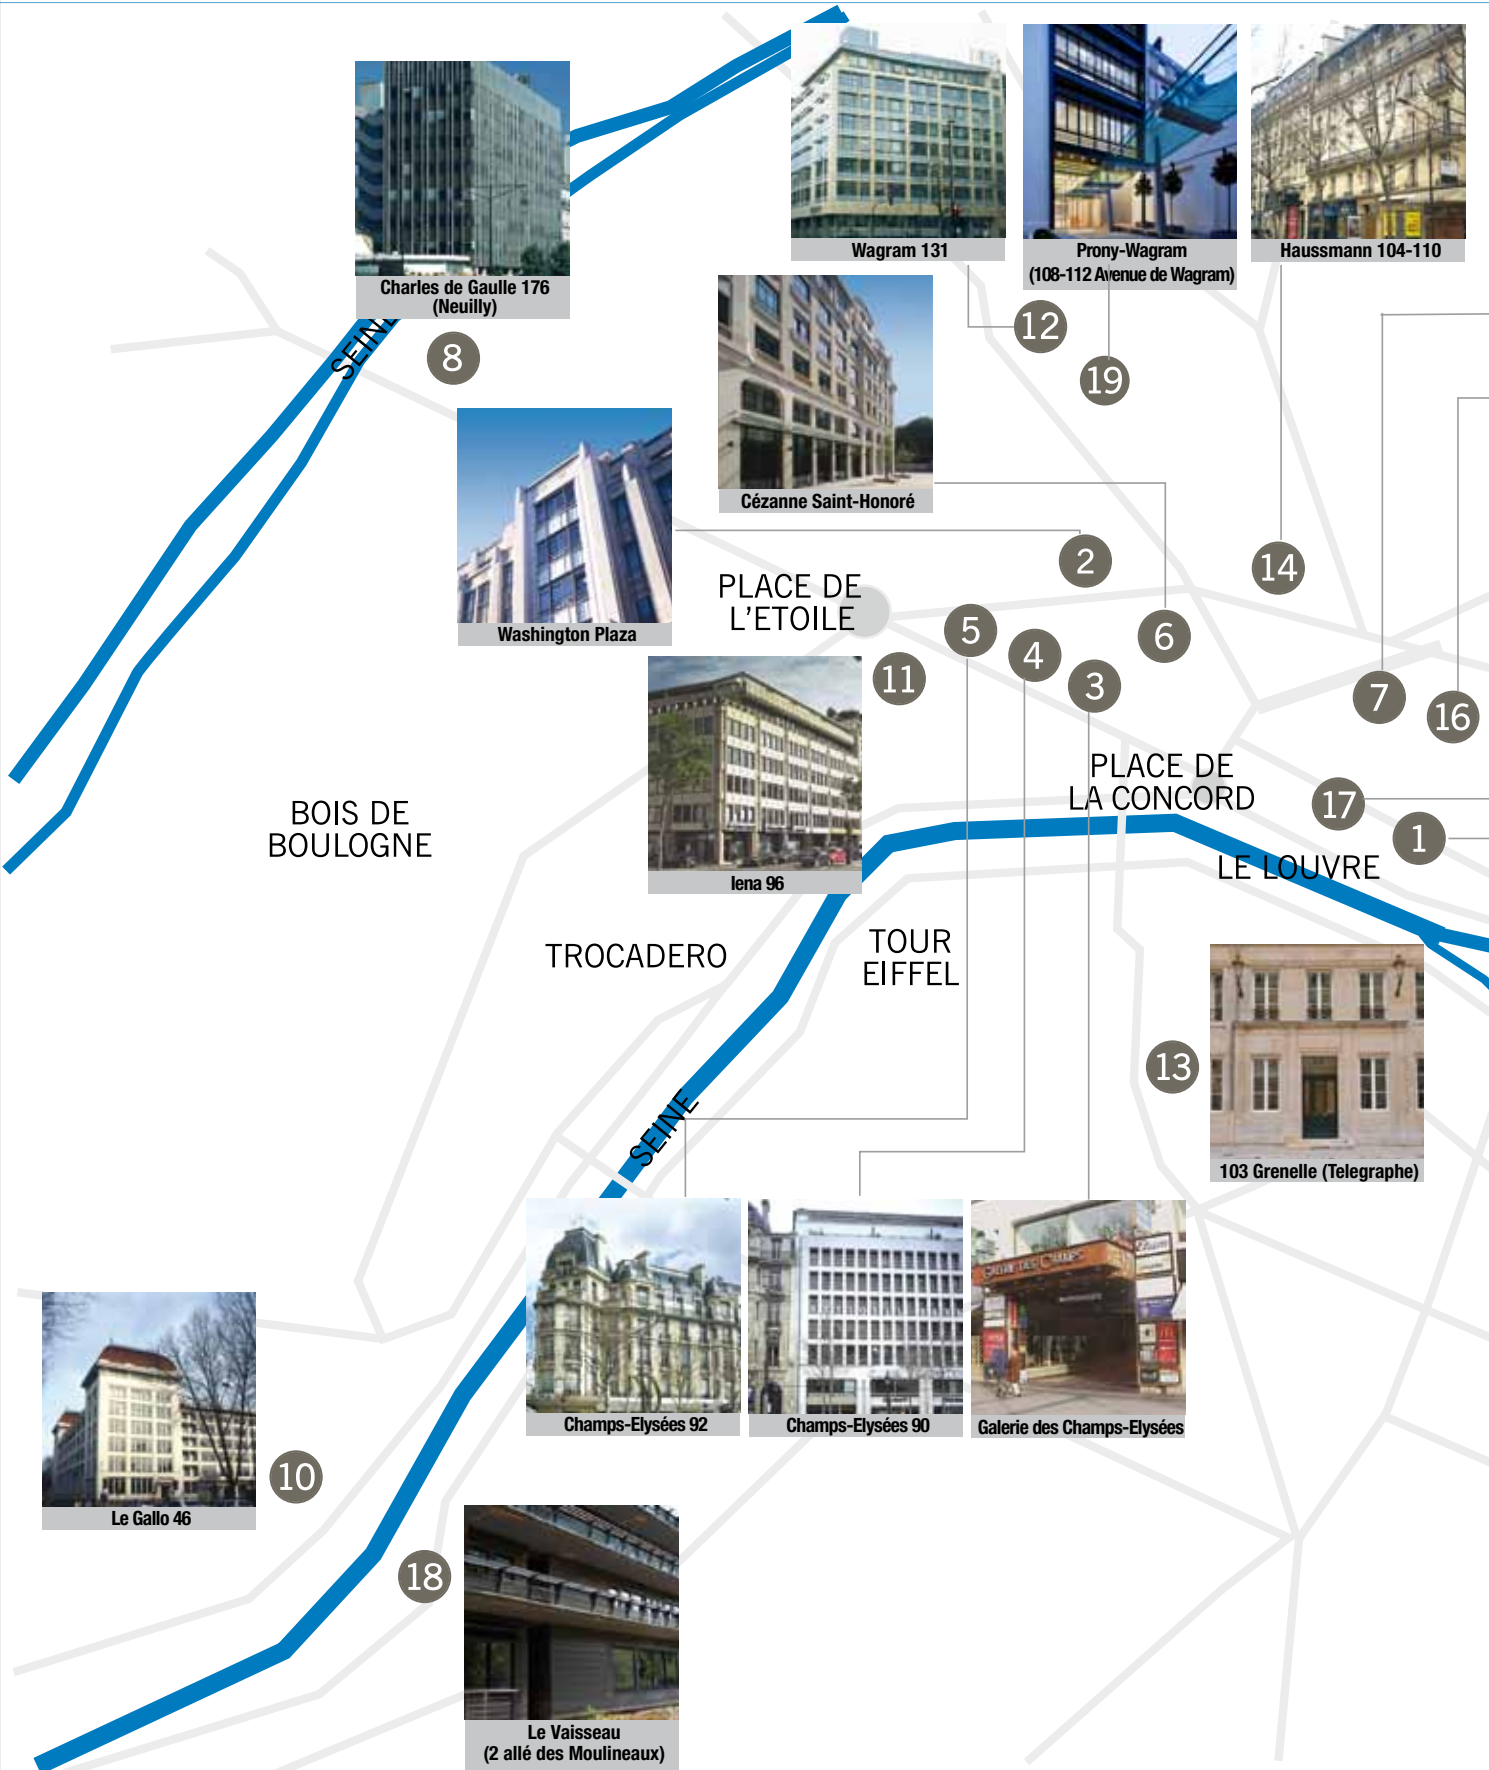 Wagram 131
Prony-Wagram
(108-112 Avenue de Wagram)
Haussmann 104-110
Charles de Gaulle 176
(Neuilly)
SEINE
8
12
19
Cézanne Saint-Honoré
Washington Plaza
2
14
PLACE DE
L'ETOILE
5
4
6
11
3
7
16
Iena 96
PLACE DE
LA CONCORD
BOIS DE
BOULOGNE
17
1
LE LOUVRE
TROCADERO
TOUR
EIFFEL
13
103 Grenelle (Telegraphe)
SEINE
GALERIE DES CHAMPS
Champs-Elysées 92
Champs-Elysées 90
Galerie des Champs-Elysées
10
Le Gallo 46
18
Le Vaisseau
(2 allé des Moulineaux)